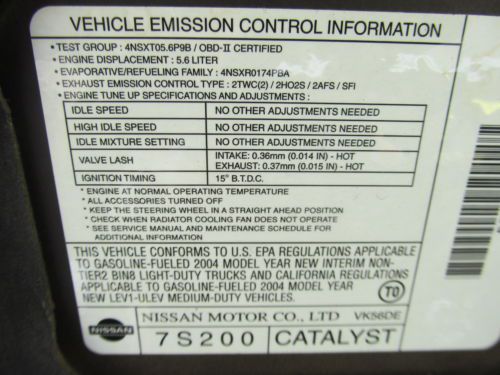 VEHICLE EMISSION CONTROL INFORMATION
• TEST GROUP : 4NSXT05.6P9B / OBD-II CERTIFIED
• ENGINE DISPLACEMENT : 5.6 LITER
• EVAPORATIVE/REFUELING FAMILY : 4NSXR0174PBA
• EXHAUST EMISSION CONTROL TYPE : 2TWC(2) / 2HO2S / 2AFS / SFI
• ENGINE TUNE UP SPECIFICATIONS AND ADJUSTMENTS :
IDLE SPEED NO OTHER ADJUSTMENTS NEEDED
HIGH IDLE SPEED NO OTHER ADJUSTMENTS NEEDED
IDLE MIXTURE SETTING NO OTHER ADJUSTMENTS NEEDED
VALVE LASH INTAKE: 0.36mm (0.014 IN) - HOT
EXHAUST: 0.37mm (0.015 IN) - HOT
IGNITION TIMING 15° B.T.D.C.
* ENGINE AT NORMAL OPERATING TEMPERATURE
* ALL ACCESSORIES TURNED OFF
* KEEP THE STEERING WHEEL IN A STRAIGHT AHEAD POSITION
* CHECK WHEN RADIATOR COOLING FAN DOES NOT OPERATE
* SEE SERVICE MANUAL AND MAINTENANCE SCHEDULE FOR
ADDITIONAL INFORMATION
THIS VEHICLE CONFORMS TO U.S. EPA REGULATIONS APPLICABLE
TO GASOLINE-FUELED 2004 MODEL YEAR NEW INTERIM NON-
TIER2 BIN8 LIGHT-DUTY TRUCKS AND CALIFORNIA REGULATIONS
APPLICABLE TO GASOLINE-FUELED 2004 MODEL YEAR
NEW LEV1-ULEV MEDIUM-DUTY VEHICLES.
T0
NISSAN
NISSAN MOTOR CO., LTD VK56DE
7S200 CATALYST